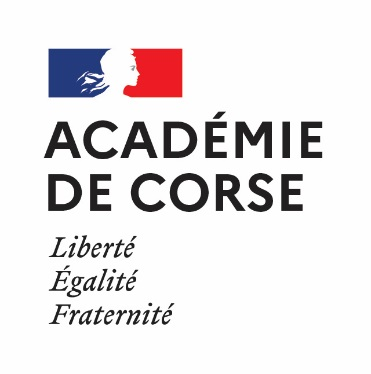 ACADÉMIE
DE CORSE
Liberté
Égalité
Fraternité